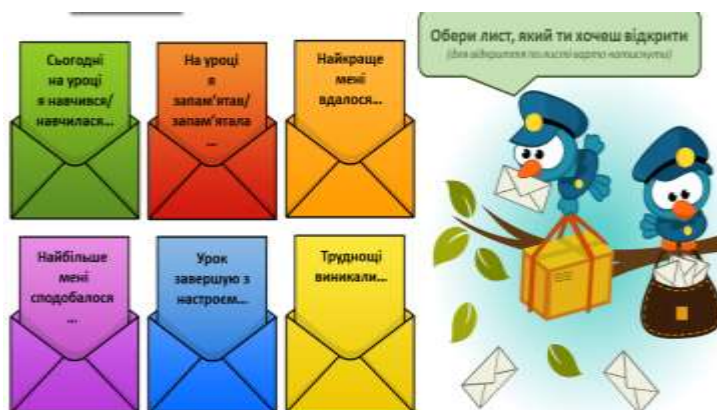 Сьогодні
на уроці
я навчився/
навчилася...
На уроці
я
запам'ятав/
запам'ятала
...
Найкраще
мені
вдалося...
Обери лист, який ти хочеш відкрити
(для відкриття по листі варто натиснути)
Найбільше
мені
сподобалося
...
Урок
завершую з
настроєм...
Труднощі
виникали...